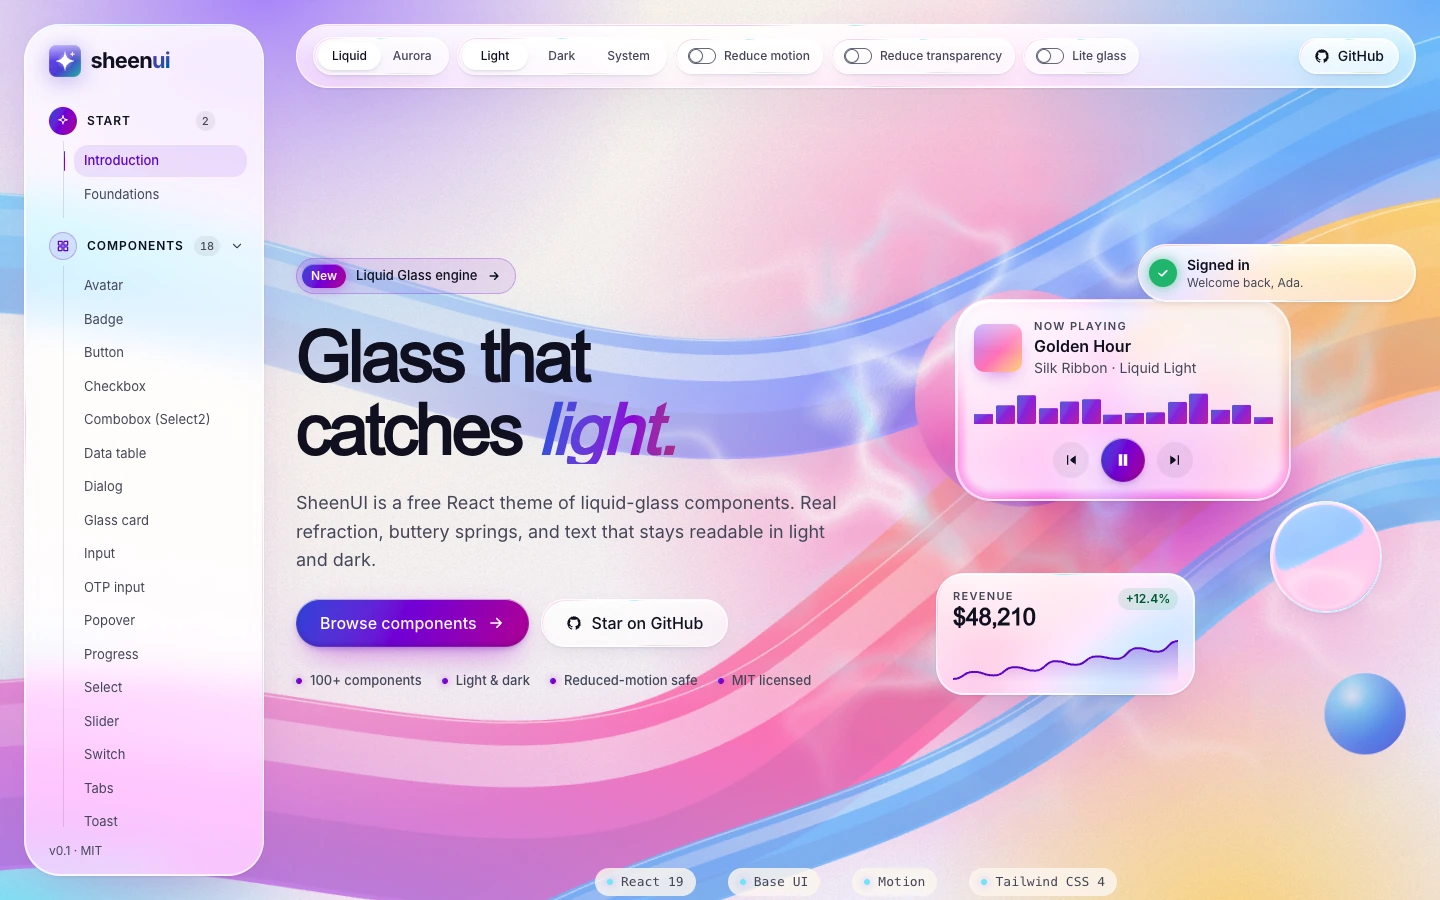 sheenui
START 2
Introduction
Foundations
COMPONENTS 18
Avatar
Badge
Button
Checkbox
Combobox (Select2)
Data table
Dialog
Glass card
Input
OTP input
Popover
Progress
Select
Slider
Switch
Tabs
Toast
v0.1 · MIT
Liquid Aurora Light Dark System Reduce motion Reduce transparency Lite glass GitHub
New Liquid Glass engine →
Glass that
catches light.
SheenUI is a free React theme of liquid-glass components. Real
refraction, buttery springs, and text that stays readable in light
and dark.
Browse components →
Star on GitHub
100+ components Light & dark Reduced-motion safe MIT licensed
Signed in
Welcome back, Ada.
NOW PLAYING
Golden Hour
Silk Ribbon · Liquid Light
REVENUE
+12.4%
$48,210
React 19 Base UI Motion Tailwind CSS 4